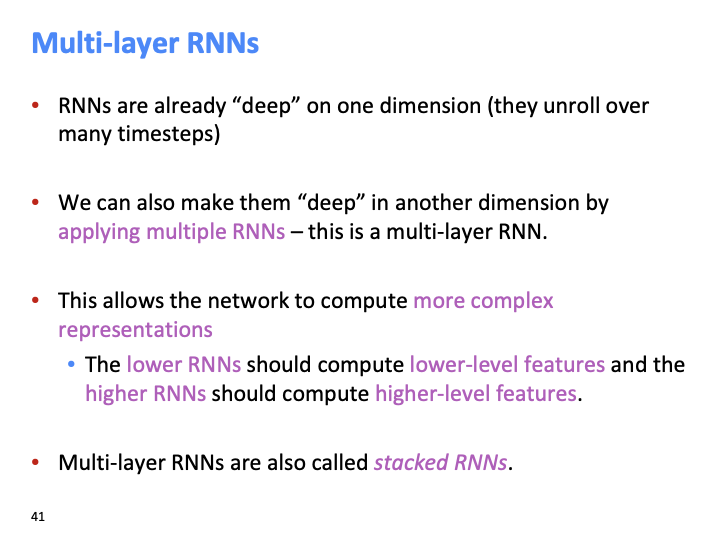 Multi-layer RNNs
• RNNs are already “deep” on one dimension (they unroll over
many timesteps)
• We can also make them “deep” in another dimension by
applying multiple RNNs – this is a multi-layer RNN.
• This allows the network to compute more complex
representations
• The lower RNNs should compute lower-level features and the
higher RNNs should compute higher-level features.
• Multi-layer RNNs are also called stacked RNNs.
41